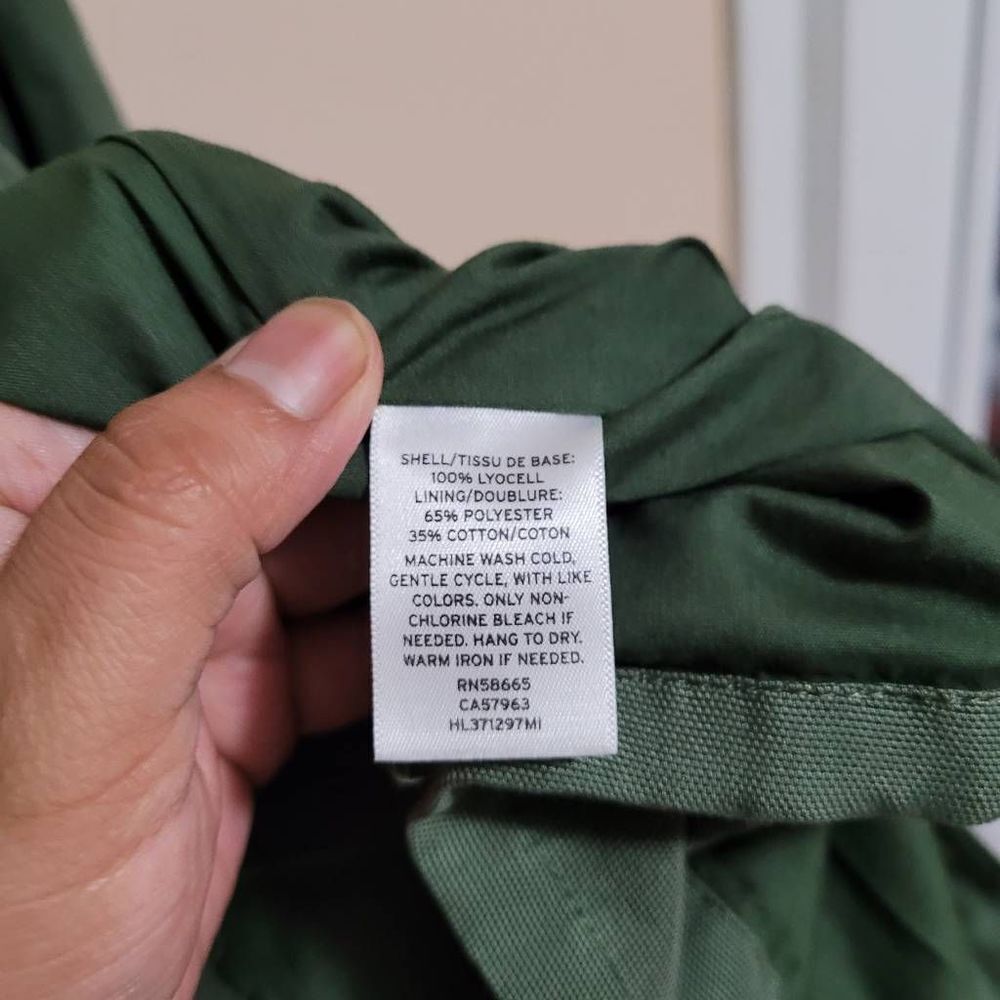 SHELL/TISSU DE BASE:
100% LYOCELL
LINING/DOUBLURE:
65% POLYESTER
35% COTTON/COTON
MACHINE WASH COLD,
GENTLE CYCLE, WITH LIKE
COLORS. ONLY NON-
CHLORINE BLEACH IF
NEEDED. HANG TO DRY.
WARM IRON IF NEEDED.
RN58665
CA57963
HL371297MI